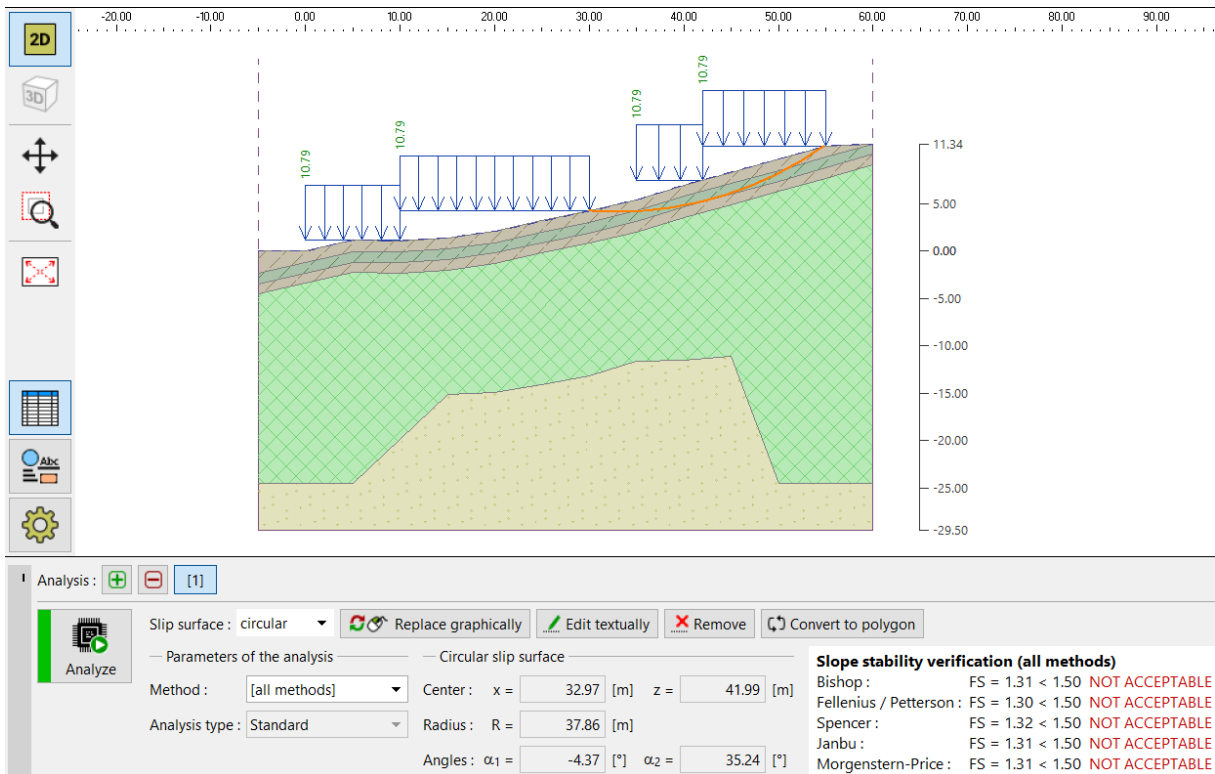 -20.00 -10.00 0.00 10.00 20.00 30.00 40.00 50.00 60.00 70.00 80.00 90.00
2D
3D
10.79
10.79
10.79
10.79
11.34
5.00
0.00
-5.00
-10.00
-15.00
-20.00
-25.00
-29.50
Abc
Analysis : [1]
Analyze
Slip surface : circular Replace graphically Edit textually Remove Convert to polygon
Parameters of the analysis
Method : [all methods]
Analysis type : Standard
Circular slip surface
Center : x = 32.97 [m] z = 41.99 [m]
Radius : R = 37.86 [m]
Angles : α1 = -4.37 [°] α2 = 35.24 [°]
Slope stability verification (all methods)
Bishop : FS = 1.31 < 1.50 NOT ACCEPTABLE
Fellenius / Petterson : FS = 1.30 < 1.50 NOT ACCEPTABLE
Spencer : FS = 1.32 < 1.50 NOT ACCEPTABLE
Janbu : FS = 1.31 < 1.50 NOT ACCEPTABLE
Morgenstern-Price : FS = 1.31 < 1.50 NOT ACCEPTABLE